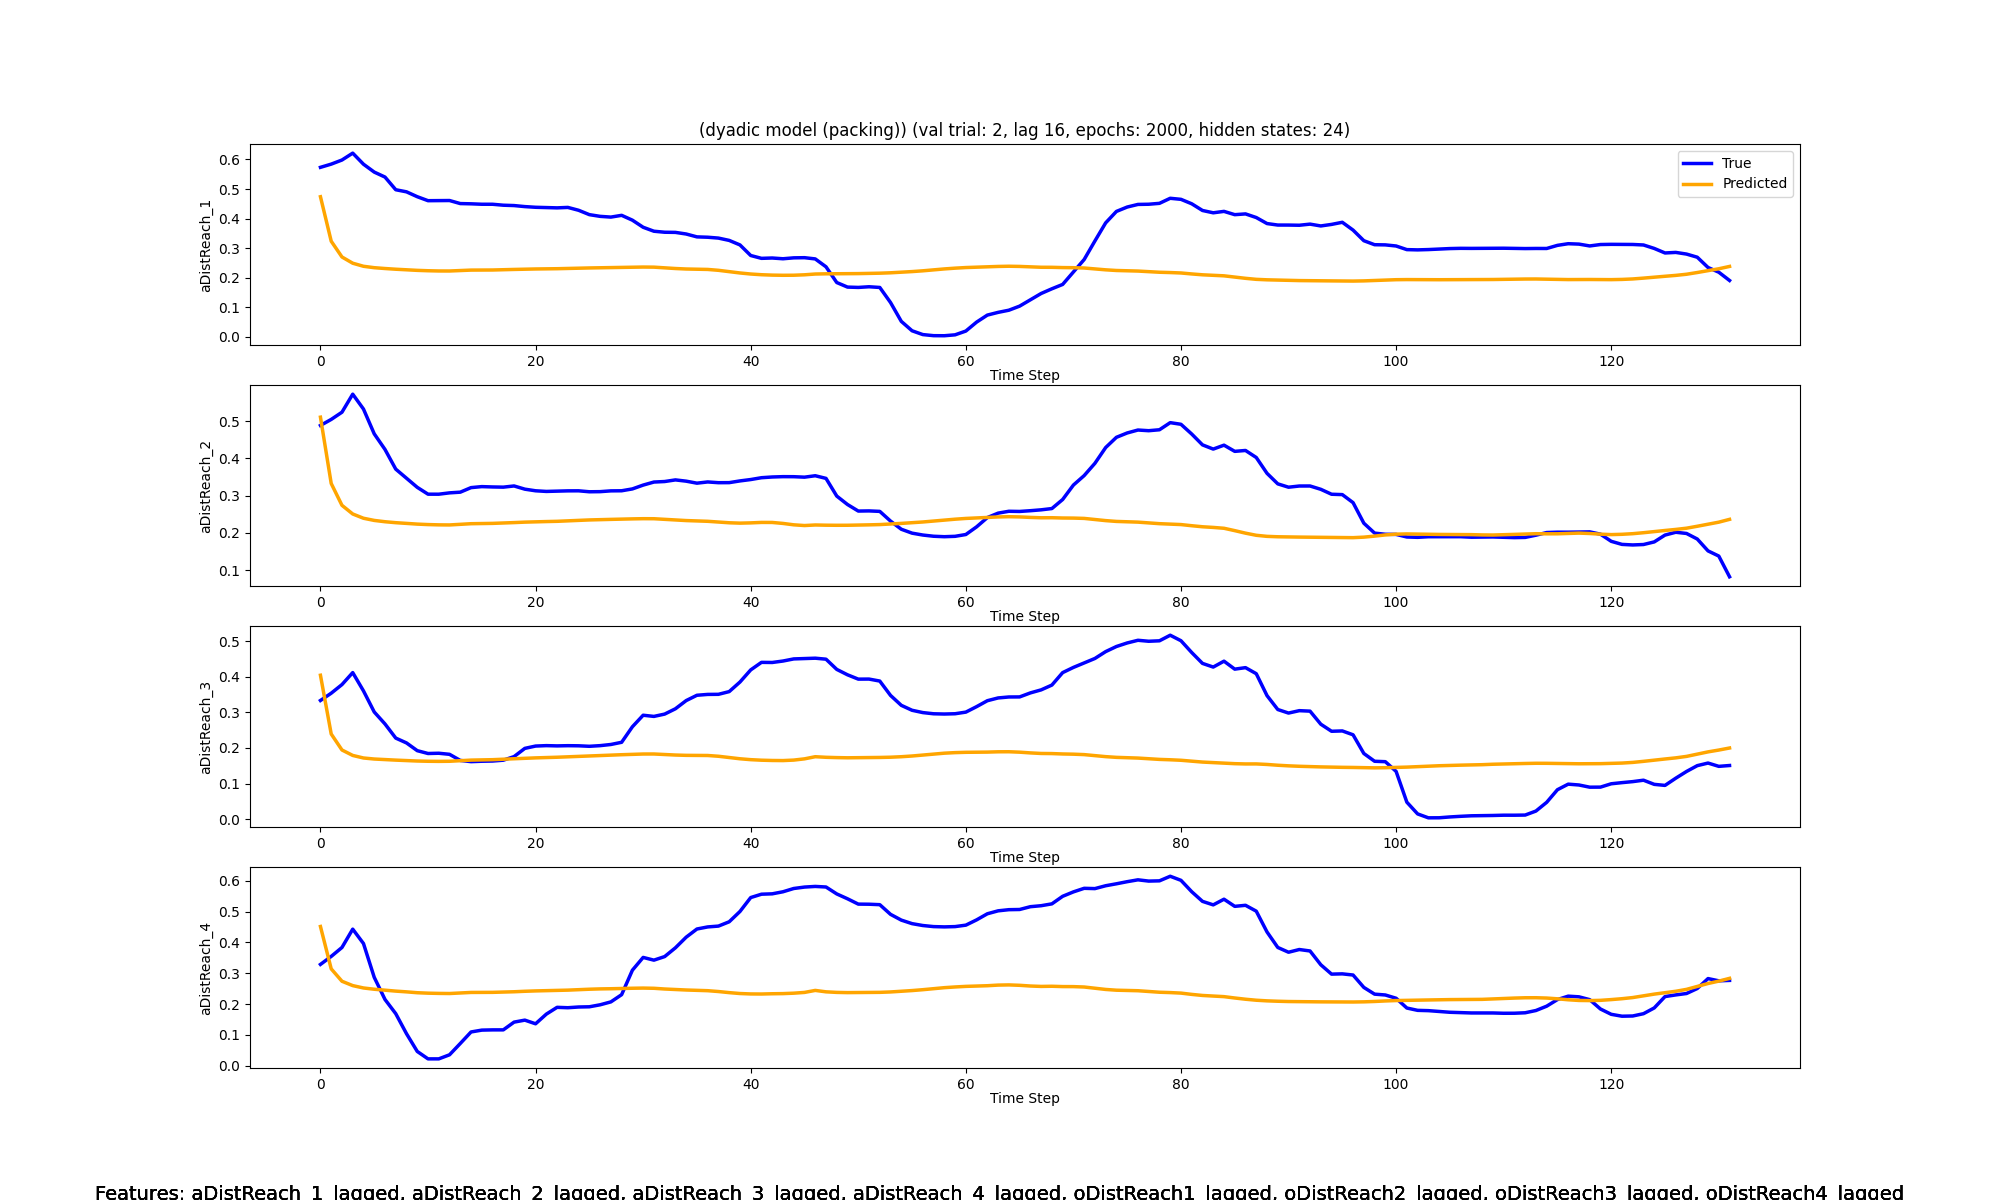 (dyadic model (packing)) (val trial: 2, lag 16, epochs: 2000, hidden states: 24)
True
Predicted
aDistReach_1
0.6
0.5
0.4
0.3
0.2
0.1
0.0
0 20 40 60 80 100 120
Time Step
aDistReach_2
0.5
0.4
0.3
0.2
0.1
0 20 40 60 80 100 120
Time Step
aDistReach_3
0.5
0.4
0.3
0.2
0.1
0.0
0 20 40 60 80 100 120
Time Step
aDistReach_4
0.6
0.5
0.4
0.3
0.2
0.1
0.0
0 20 40 60 80 100 120
Time Step
Features: aDistReach_1_lagged, aDistReach_2_lagged, aDistReach_3_lagged, aDistReach_4_lagged, oDistReach1_lagged, oDistReach2_lagged, oDistReach3_lagged, oDistReach4_lagged